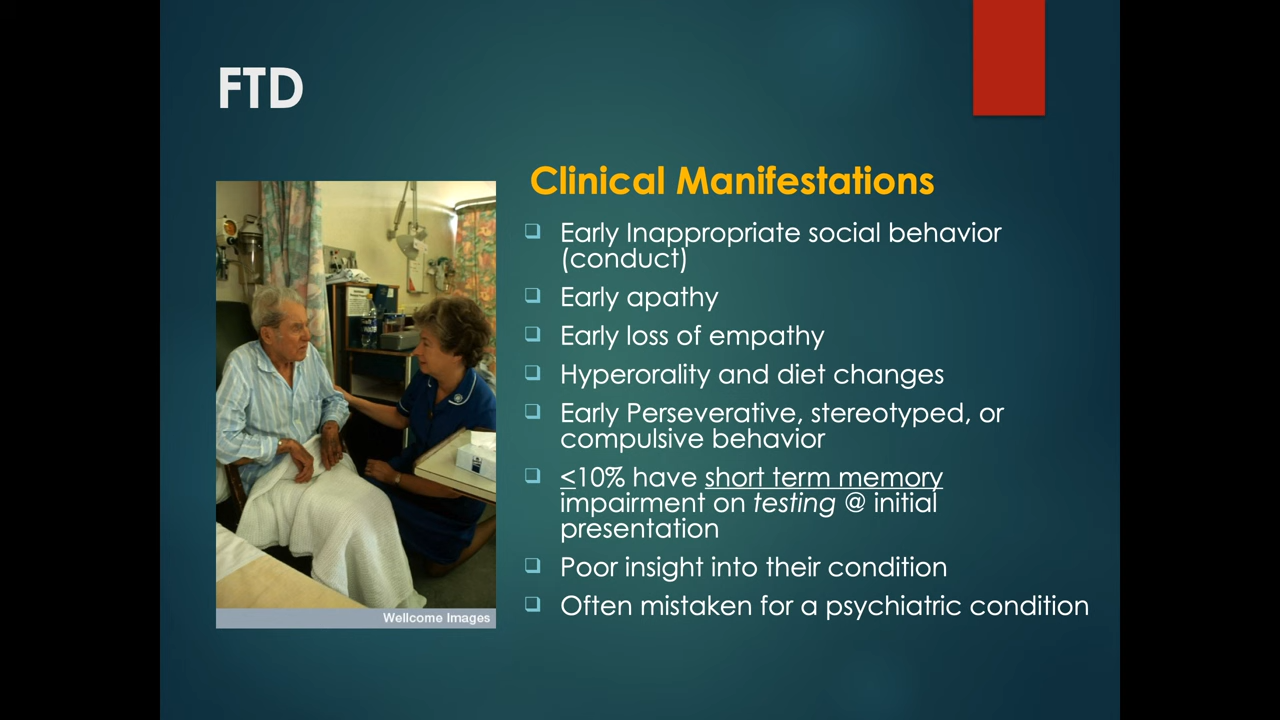 FTD
Clinical Manifestations
Early Inappropriate social behavior
(conduct)
Early apathy
Early loss of empathy
Hyperorality and diet changes
Early Perseverative, stereotyped, or
compulsive behavior
<10% have short term memory
impairment on testing @ initial
presentation
Poor insight into their condition
Often mistaken for a psychiatric condition
Wellcome Images